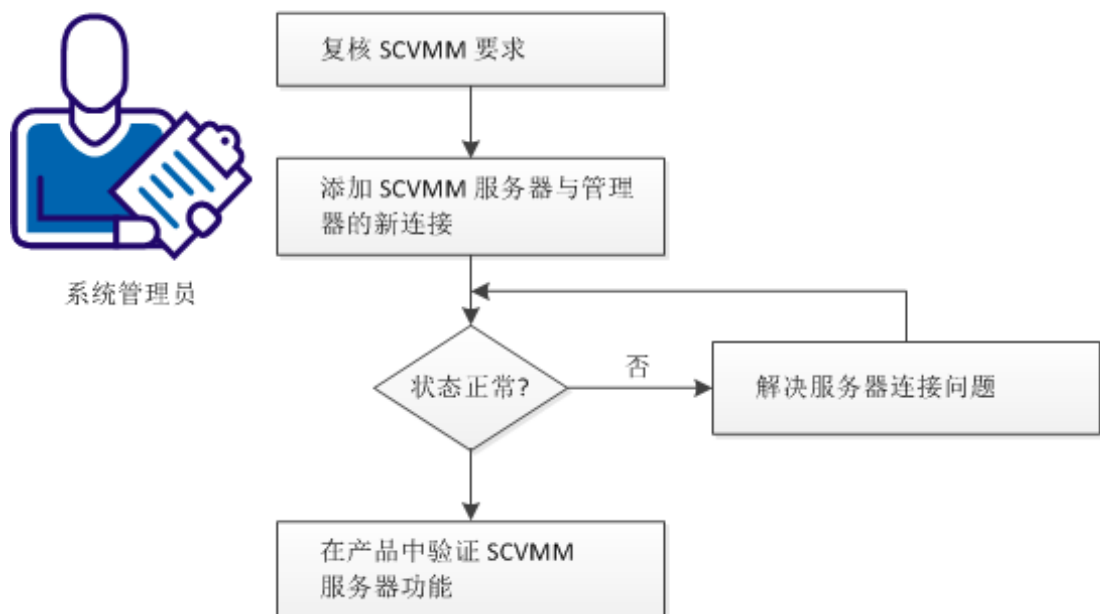 复核 SCVMM 要求
添加 SCVMM 服务器与管理
器的新连接
系统管理员
状态正常?
否
解决服务器连接问题
在产品中验证 SCVMM
服务器功能